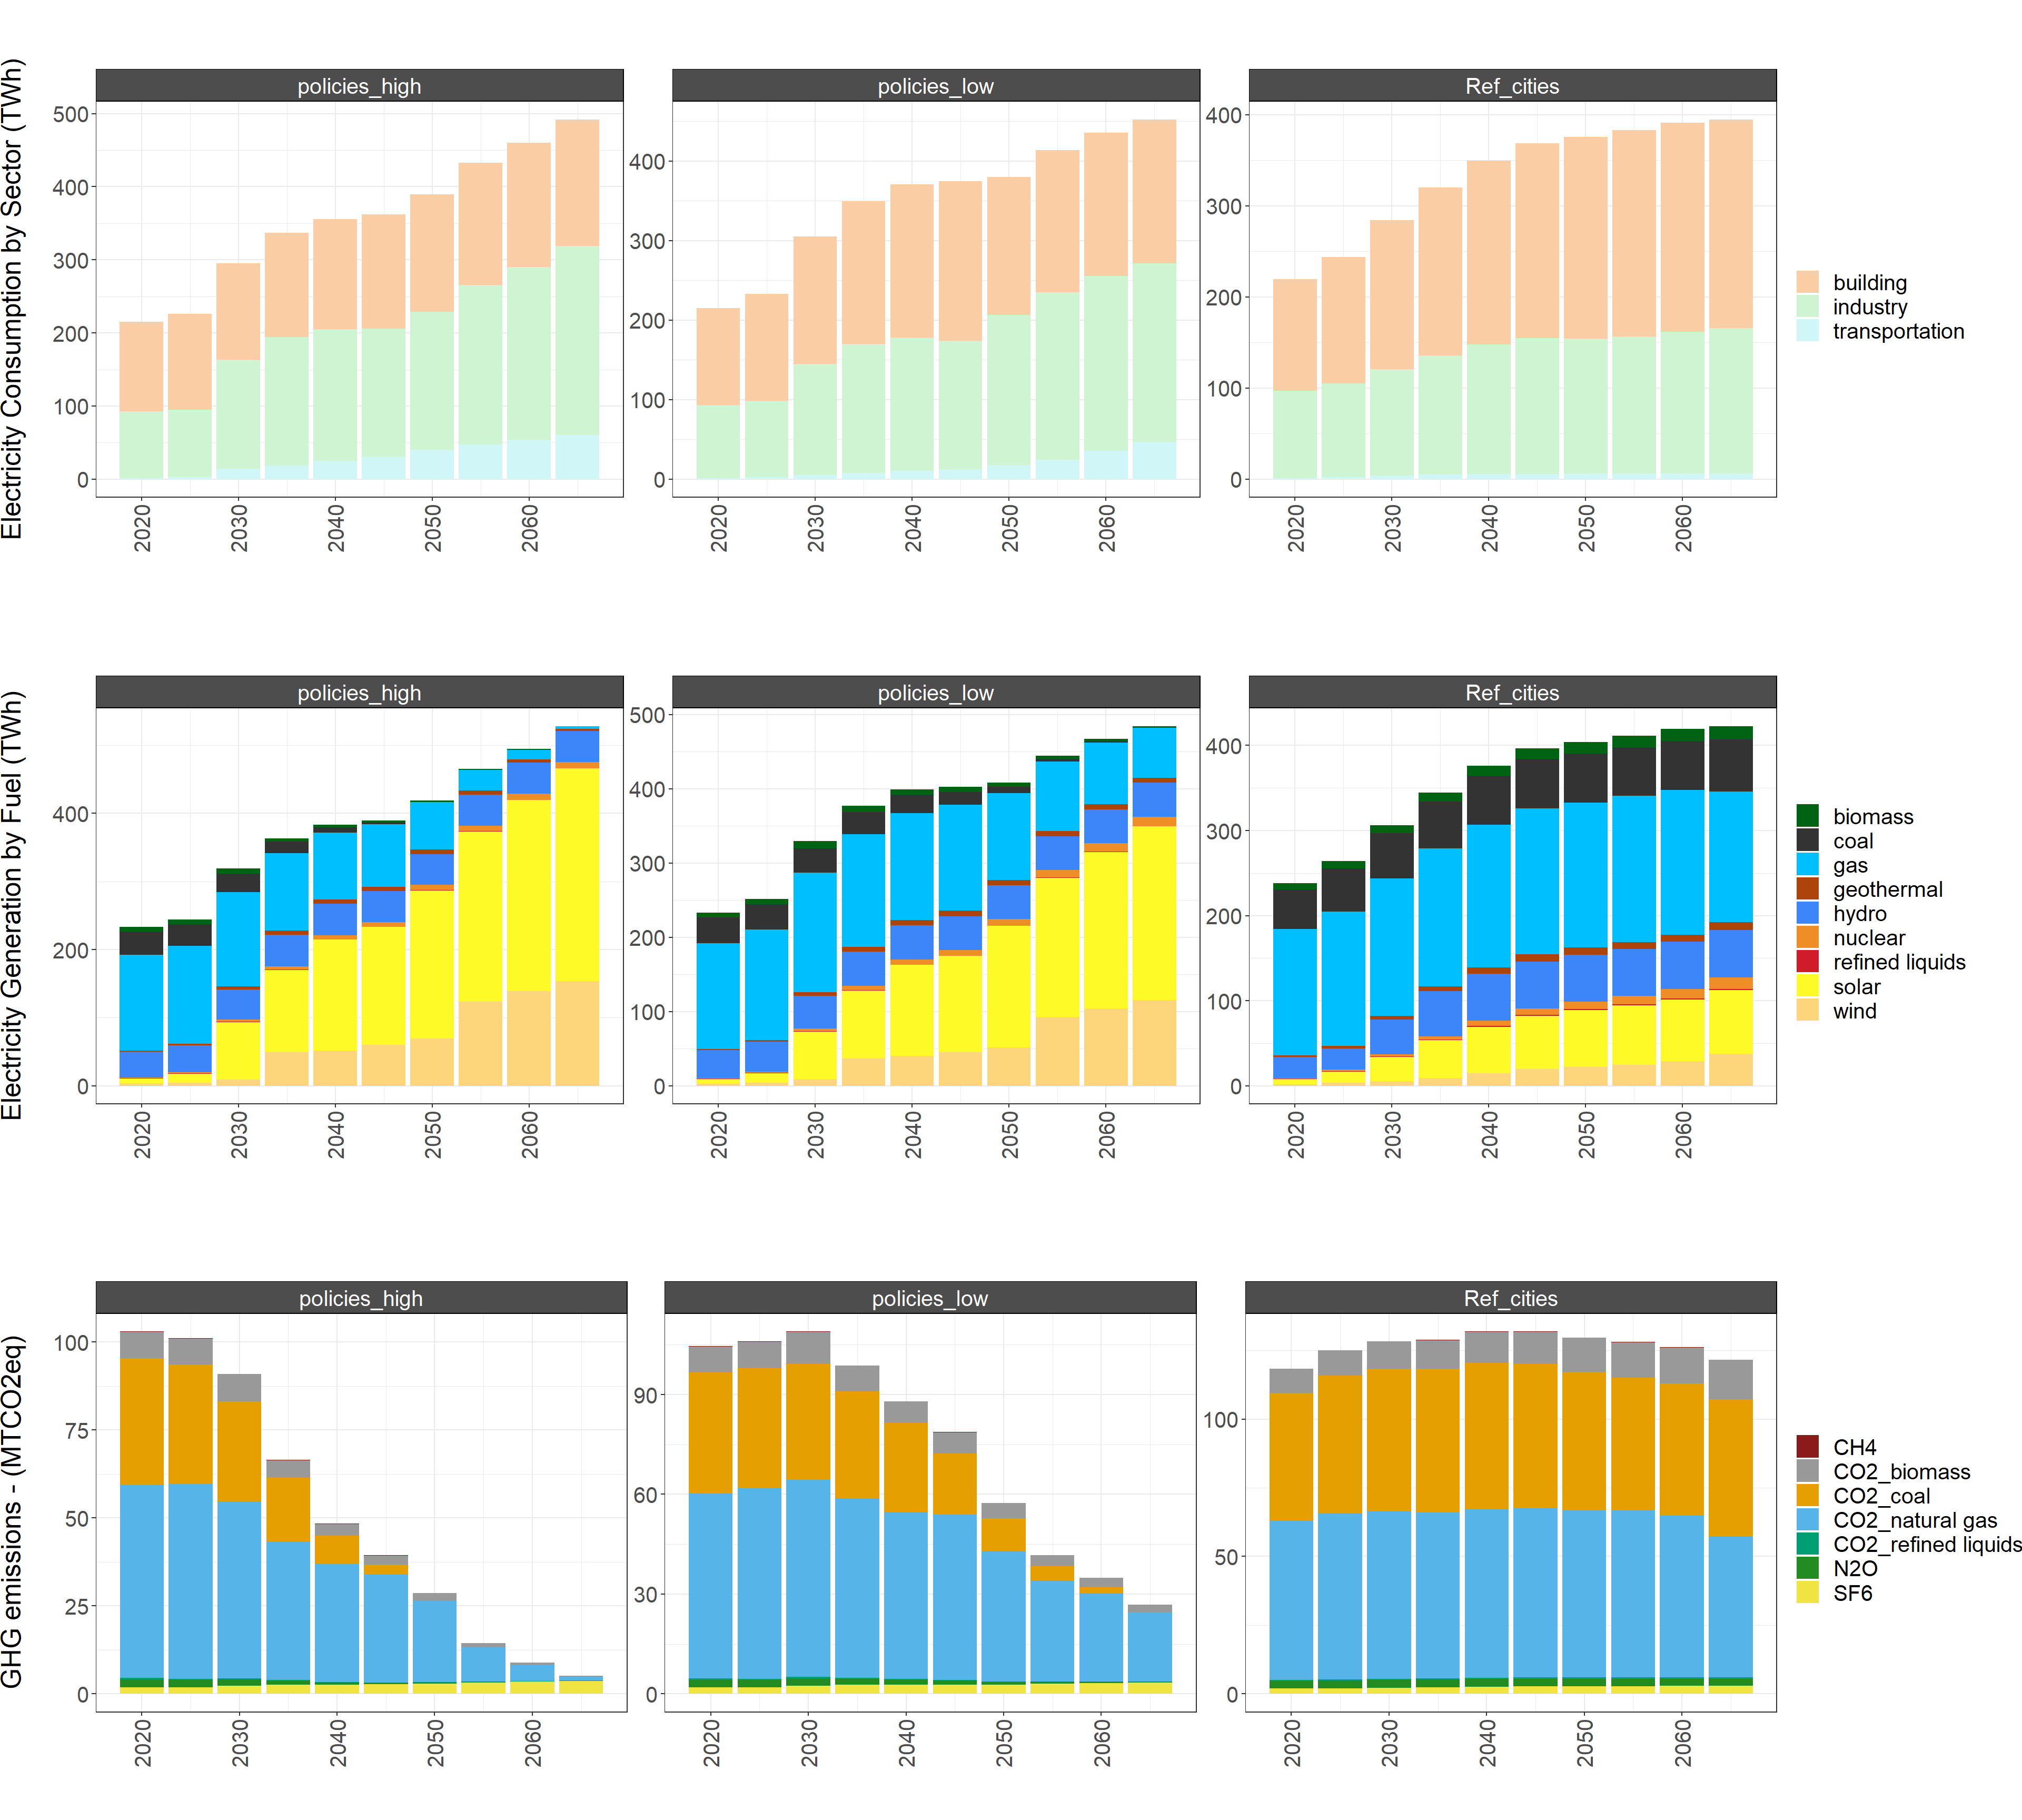 Electricity Consumption by Sector (TWh)
policies_high
policies_low
Ref_cities
500
400
300
200
100
0
400
300
200
100
0
400
300
200
100
0
2020
2030
2040
2050
2060
2020
2030
2040
2050
2060
2020
2030
2040
2050
2060
building
industry
transportation
Electricity Generation by Fuel (TWh)
policies_high
policies_low
Ref_cities
400
200
0
500
400
300
200
100
0
400
300
200
100
0
2020
2030
2040
2050
2060
2020
2030
2040
2050
2060
2020
2030
2040
2050
2060
biomass
coal
gas
geothermal
hydro
nuclear
refined liquids
solar
wind
GHG emissions - (MTCO2eq)
policies_high
policies_low
Ref_cities
100
75
50
25
0
90
60
30
0
100
50
0
2020
2030
2040
2050
2060
2020
2030
2040
2050
2060
2020
2030
2040
2050
2060
CH4
CO2_biomass
CO2_coal
CO2_natural gas
CO2_refined liquids
N2O
SF6